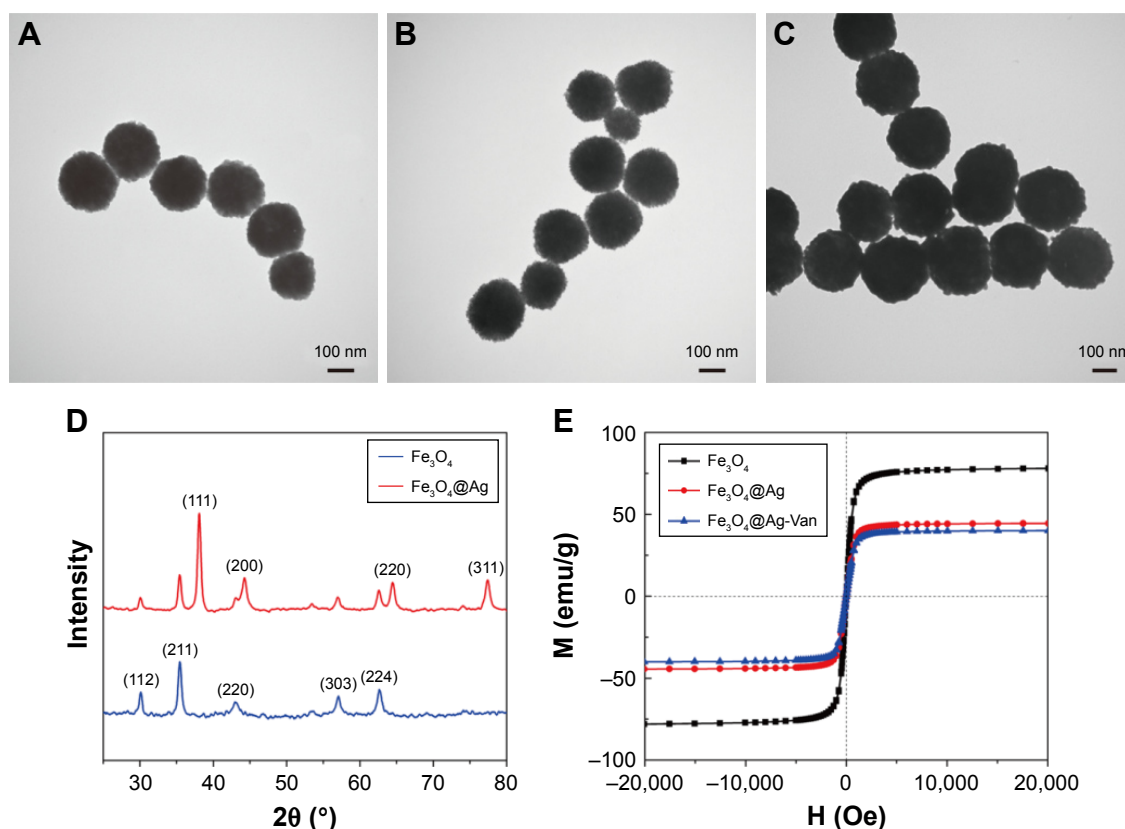 A
B
C
100 nm
100 nm
100 nm
D
Fe₃O₄
Fe₃O₄@Ag
(111)
(200)
(220)
(311)
(112)
(211)
(220)
(303)
(224)
Intensity
30 40 50 60 70 80
2θ (°)
E
Fe₃O₄
Fe₃O₄@Ag
Fe₃O₄@Ag-Van
100
50
0
–50
–100
M (emu/g)
–20,000 –10,000 0 10,000 20,000
H (Oe)